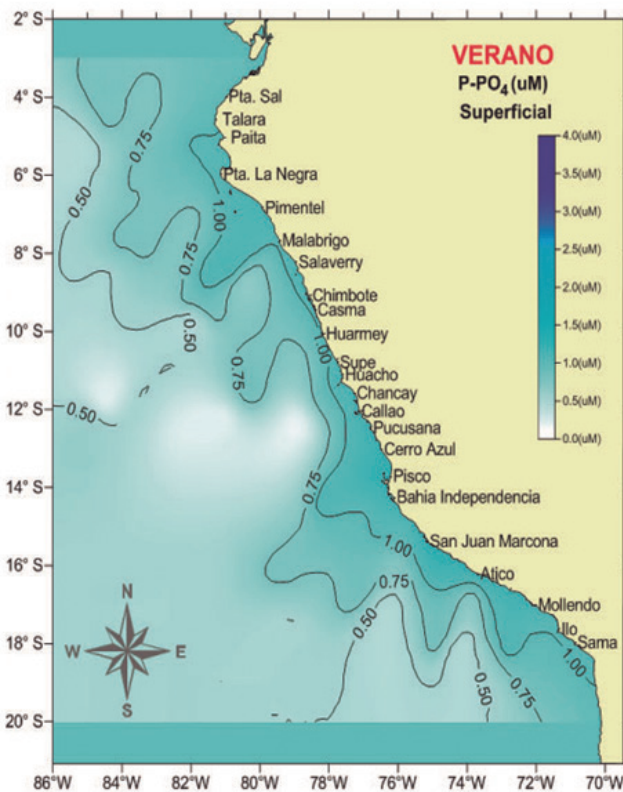 2° S
4° S
6° S
8° S
10° S
12° S
14° S
16° S
18° S
20° S
VERANO
P-PO4 (uM)
Superficial
4.0(uM)
3.5(uM)
3.0(uM)
2.5(uM)
2.0(uM)
1.5(uM)
1.0(uM)
0.5(uM)
0.0(uM)
Pta. Sal
Talara
Paita
Pta. La Negra
Pimentel
Malabrigo
Salaverry
Chimbote
Casma
Huarmey
Supe
Huacho
Chancay
Callao
Pucusana
Cerro Azul
Pisco
Bahia Independencia
San Juan Marcona
Atico
Mollendo
Ilo
Sama
0.75
0.50
1.00
0.75
0.50
0.75
1.00
0.50
0.75
1.00
0.75
0.50
0.50
0.75
1.00
N
W
E
S
86°W
84°W
82°W
80°W
78°W
76°W
74°W
72°W
70°W